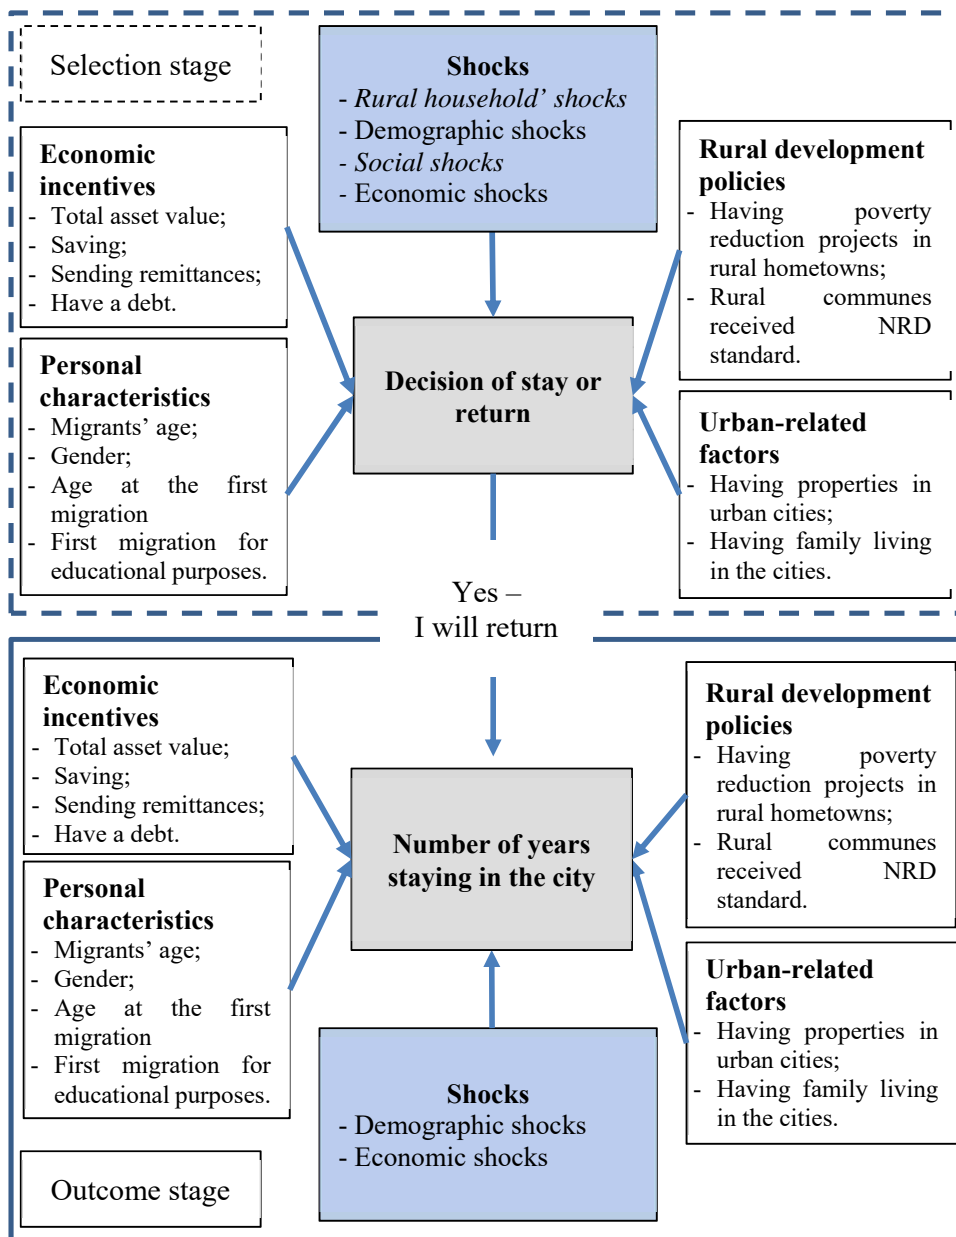 Selection stage
Shocks
- Rural household’ shocks
- Demographic shocks
- Social shocks
- Economic shocks
Economic
incentives
- Total asset value;
- Saving;
- Sending remittances;
- Have a debt.
Rural development
policies
- Having poverty
reduction projects in
rural hometowns;
- Rural communes
received NRD
standard.
Personal
characteristics
- Migrants’ age;
- Gender;
- Age at the first
migration
- First migration for
educational purposes.
Decision of stay or
return
Urban-related
factors
- Having properties in
urban cities;
- Having family living
in the cities.
Yes –
I will return
Economic
incentives
- Total asset value;
- Saving;
- Sending remittances;
- Have a debt.
Rural development
policies
- Having poverty
reduction projects in
rural hometowns;
- Rural communes
received NRD
standard.
Number of years
staying in the city
Personal
characteristics
- Migrants’ age;
- Gender;
- Age at the first
migration
- First migration for
educational purposes.
Urban-related
factors
- Having properties in
urban cities;
- Having family living
in the cities.
Shocks
- Demographic shocks
- Economic shocks
Outcome stage